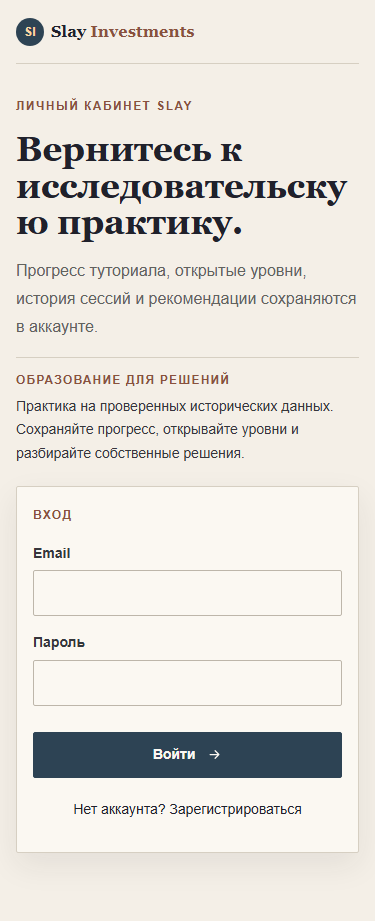 SI Slay Investments
ЛИЧНЫЙ КАБИНЕТ SLAY
Вернитесь к
исследовательску
ю практику.
Прогресс туториала, открытые уровни,
история сессий и рекомендации сохраняются
в аккаунте.
ОБРАЗОВАНИЕ ДЛЯ РЕШЕНИЙ
Практика на проверенных исторических данных.
Сохраняйте прогресс, открывайте уровни и
разбирайте собственные решения.
ВХОД
Email
Пароль
Войти →
Нет аккаунта? Зарегистрироваться